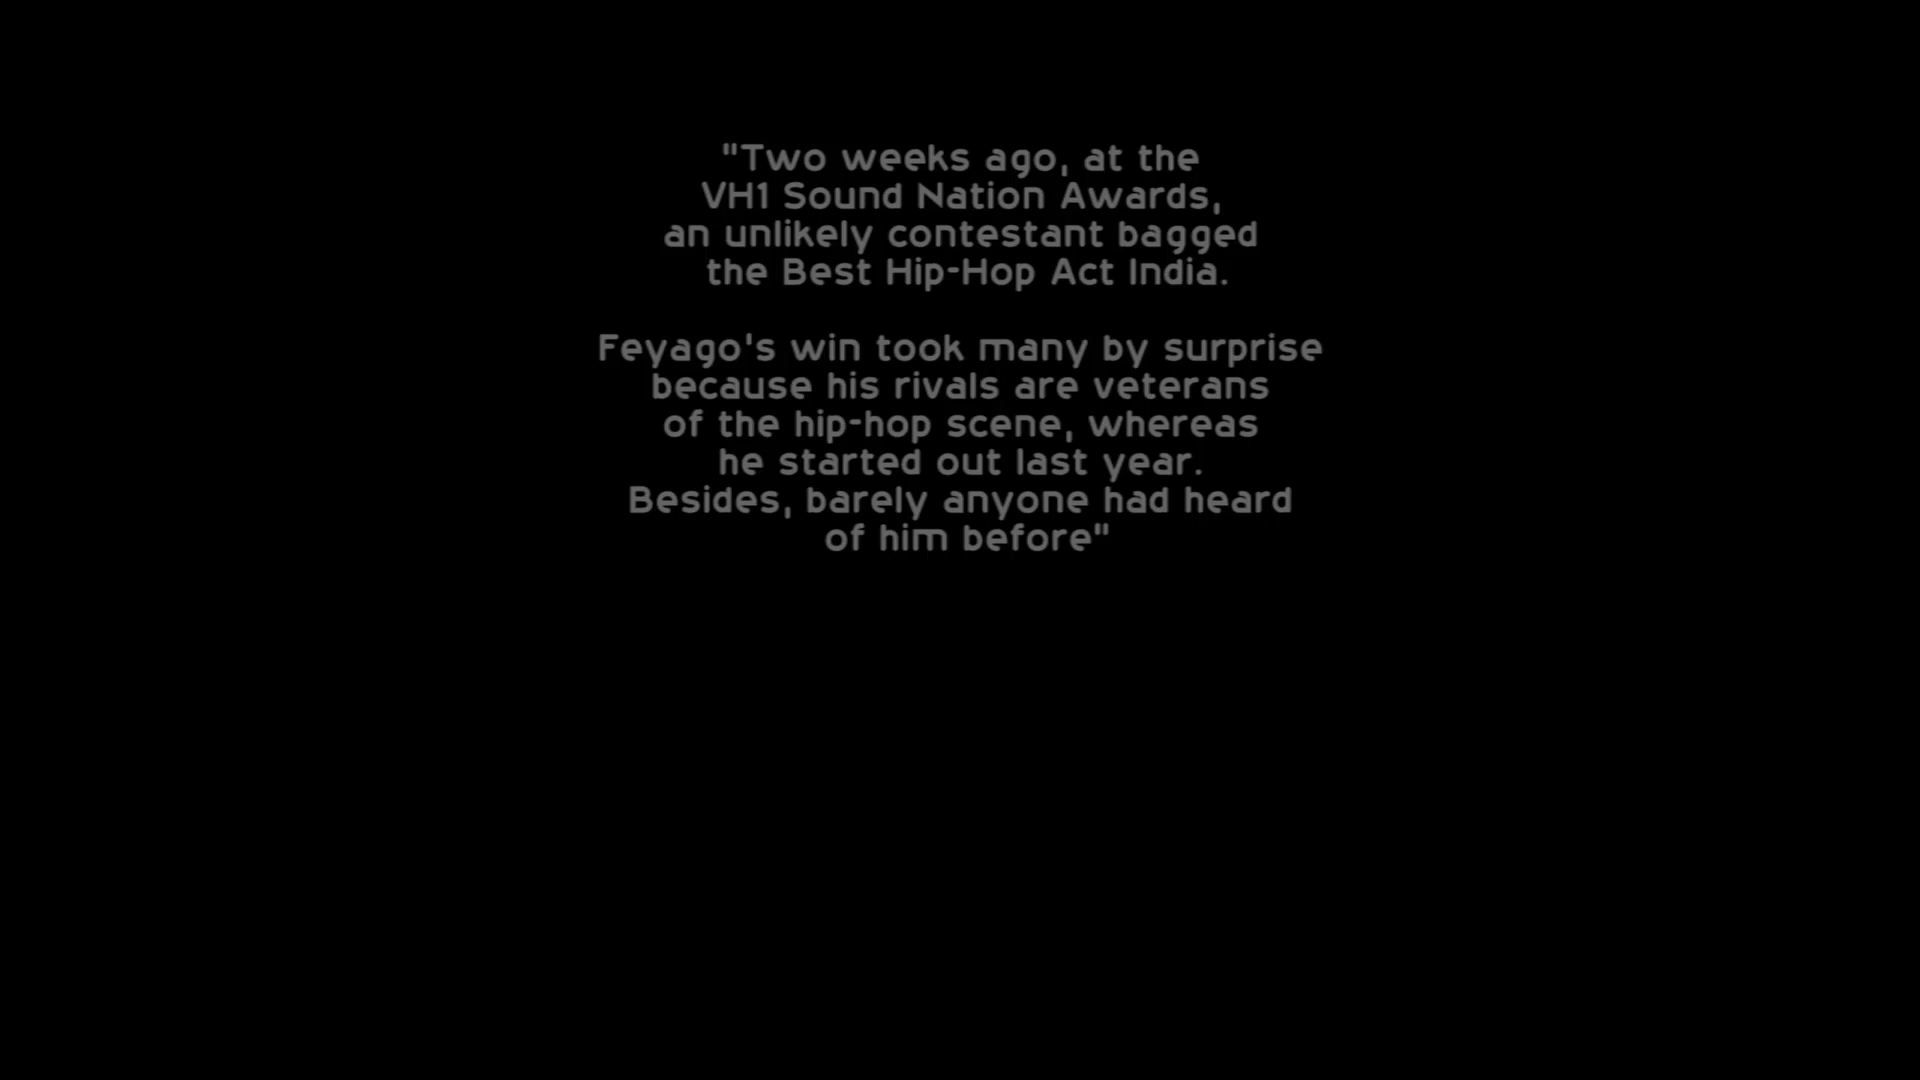 "Two weeks ago, at the
VH1 Sound Nation Awards,
an unlikely contestant bagged
the Best Hip-Hop Act India.
Feyago's win took many by surprise
because his rivals are veterans
of the hip-hop scene, whereas
he started out last year.
Besides, barely anyone had heard
of him before"